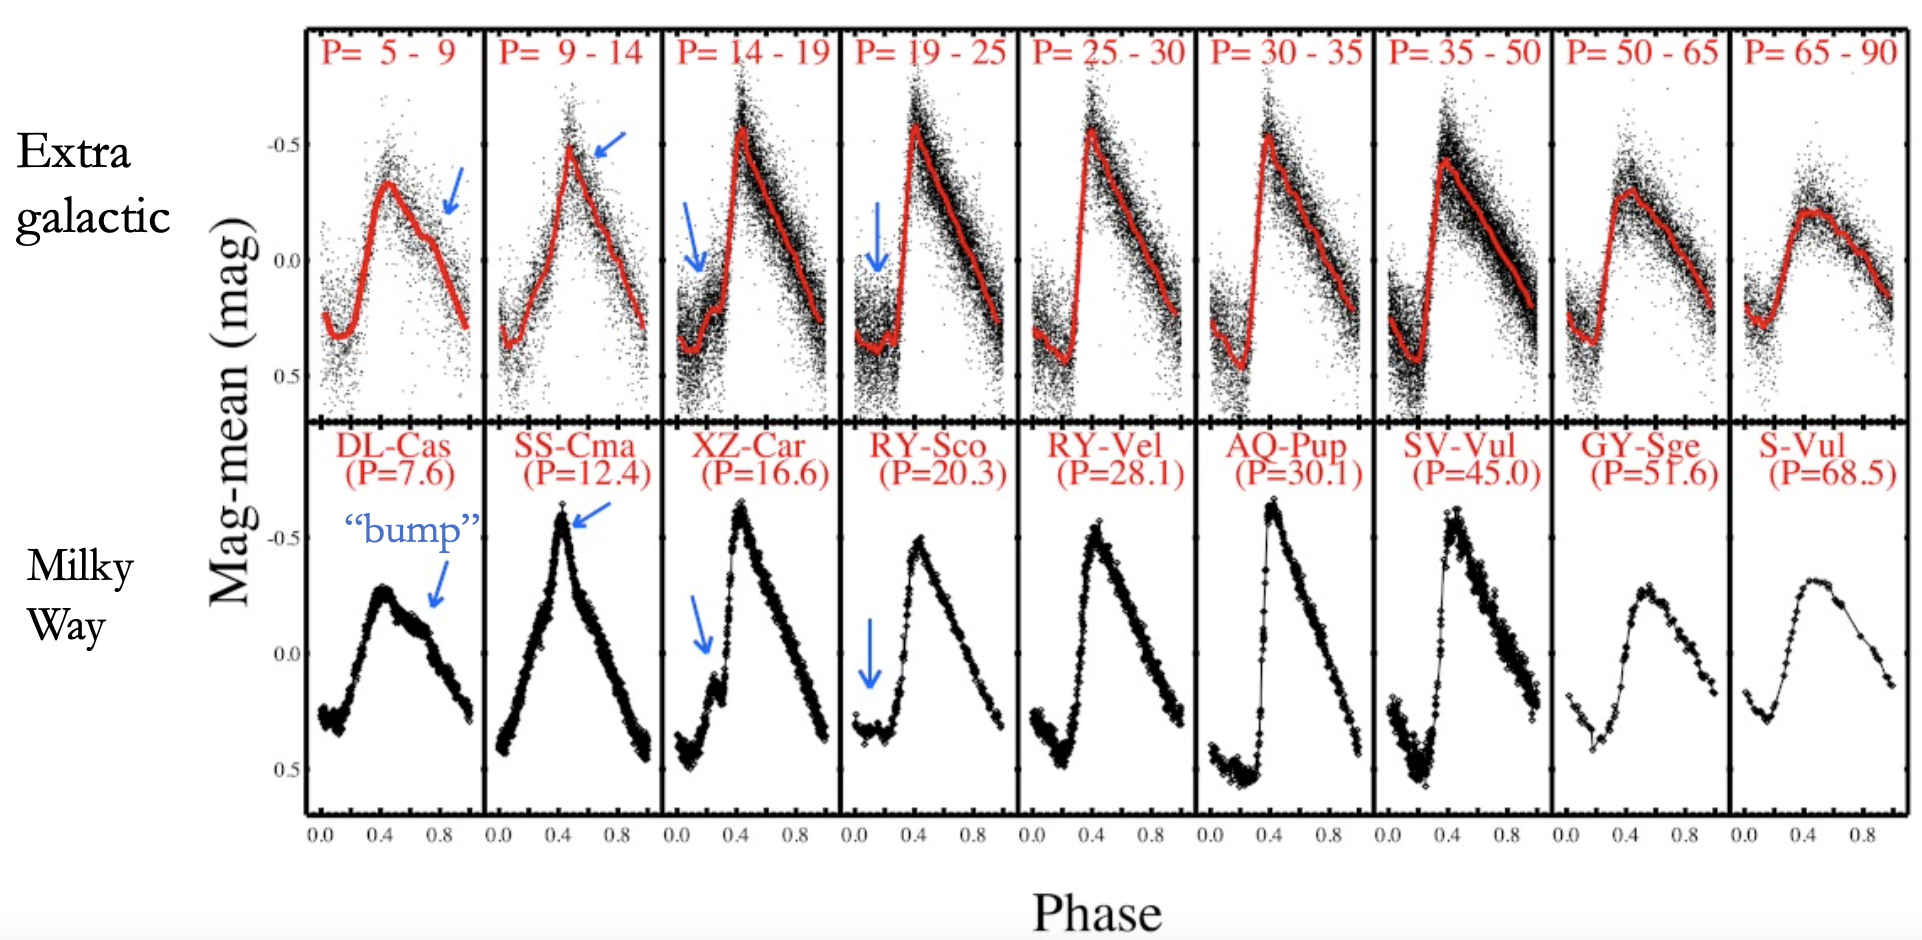 P= 5 - 9
P= 9 - 14
P= 14 - 19
P= 19 - 25
P= 25 - 30
P= 30 - 35
P= 35 - 50
P= 50 - 65
P= 65 - 90
Extra
galactic
-0.5
0.0
0.5
Mag-mean (mag)
DL-Cas
(P=7.6)
SS-Cma
(P=12.4)
XZ-Car
(P=16.6)
RY-Sco
(P=20.3)
RY-Vel
(P=28.1)
AQ-Pup
(P=30.1)
SV-Vul
(P=45.0)
GY-Sge
(P=51.6)
S-Vul
(P=68.5)
“bump”
Milky
Way
-0.5
0.0
0.5
0.0 0.4 0.8
0.0 0.4 0.8
0.0 0.4 0.8
0.0 0.4 0.8
0.0 0.4 0.8
0.0 0.4 0.8
0.0 0.4 0.8
0.0 0.4 0.8
0.0 0.4 0.8
Phase